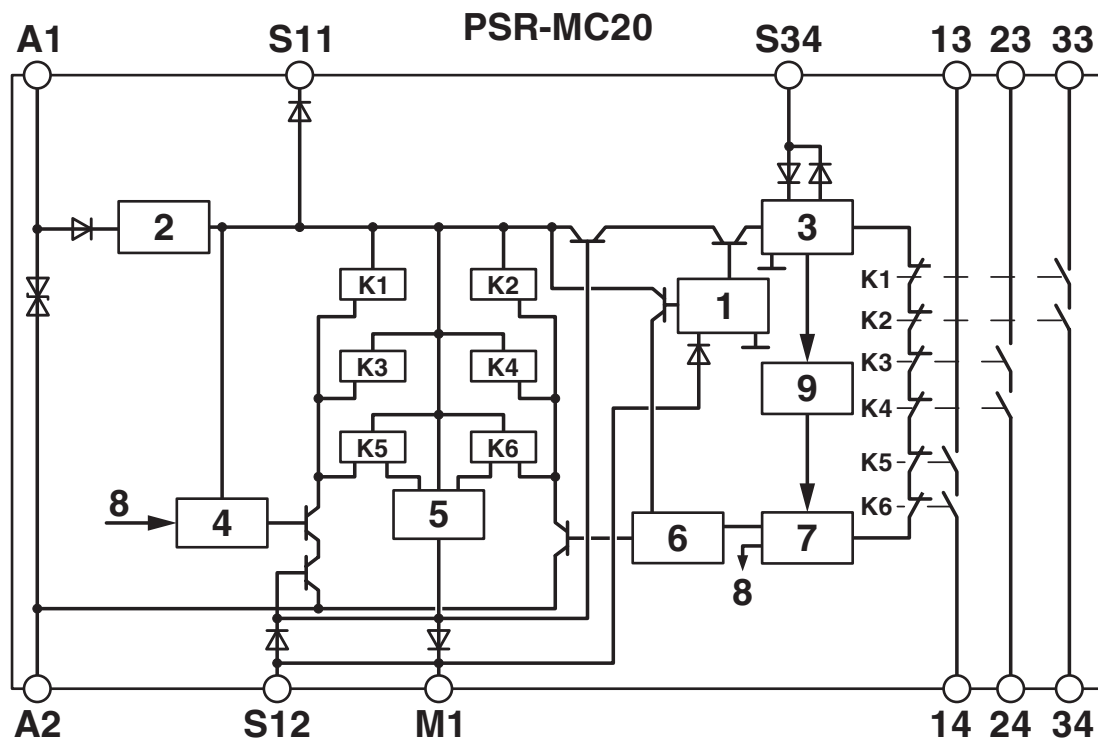 PSR-MC20
A1 S11 S34 13 23 33
2 3
K1 K2 1 K1
K2
K3 K4 9 K3
K4
K5 K6 K5
8 4 5 6 7 K6
8
A2 S12 M1 14 24 34